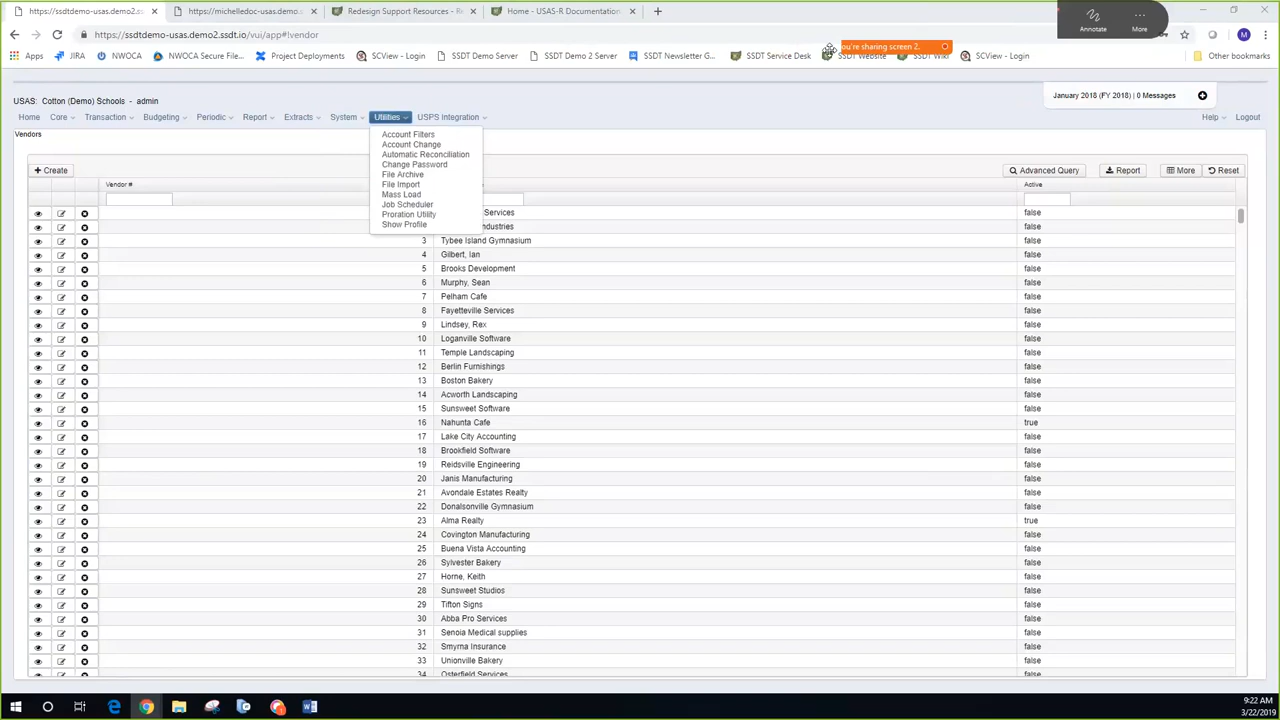 https://ssdtdemo-usas.demo2.ssdt.io/
https://michelledoc-usas.demo.
Redesign Support Resources - Re
Home - USAS-R Documentation
https://ssdtdemo-usas.demo2.ssdt.io/vui/app#!vendor
Annotate
More
M
ou're sharing screen 2.
Apps
JIRA
NWOCA
NWOCA Secure File T
Project Deployments
SCView - Login
SSDT Demo Server
SSDT Demo 2 Server
SSDT Newsletter G...
SSDT Service Desk
SSDT Website
SSDT Wiki
SCView - Login
Other bookmarks
USAS: Cotton (Demo) Schools - admin
January 2018 (FY 2018) | 0 Messages
Home
Core
Transaction
Budgeting
Periodic
Report
Extracts
System
Utilities
USPS Integration
Help
Logout
Vendors
Account Filters
Account Change
Automatic Reconciliation
Change Password
File Archive
File Import
Mass Load
Job Scheduler
Proration Utility
Show Profile
Create
Advanced Query
Report
More
Reset
Vendor #
Active
Services false
ndustries false
3 Tybee Island Gymnasium false
4 Gilbert, Ian false
5 Brooks Development false
6 Murphy, Sean false
7 Pelham Cafe false
8 Fayetteville Services false
9 Lindsey, Rex false
10 Loganville Software false
11 Temple Landscaping false
12 Berlin Furnishings false
13 Boston Bakery false
14 Acworth Landscaping false
15 Sunsweet Software false
16 Nahunta Cafe true
17 Lake City Accounting false
18 Brookfield Software false
19 Reidsville Engineering false
20 Janis Manufacturing false
21 Avondale Estates Realty false
22 Donalsonville Gymnasium false
23 Alma Realty true
24 Covington Manufacturing false
25 Buena Vista Accounting false
26 Sylvester Bakery false
27 Horne, Keith false
28 Sunsweet Studios false
29 Tifton Signs false
30 Abba Pro Services false
31 Senoia Medical supplies false
32 Smyrna Insurance false
33 Unionville Bakery false
34 Osterfield Services false
9:22 AM
3/22/2019